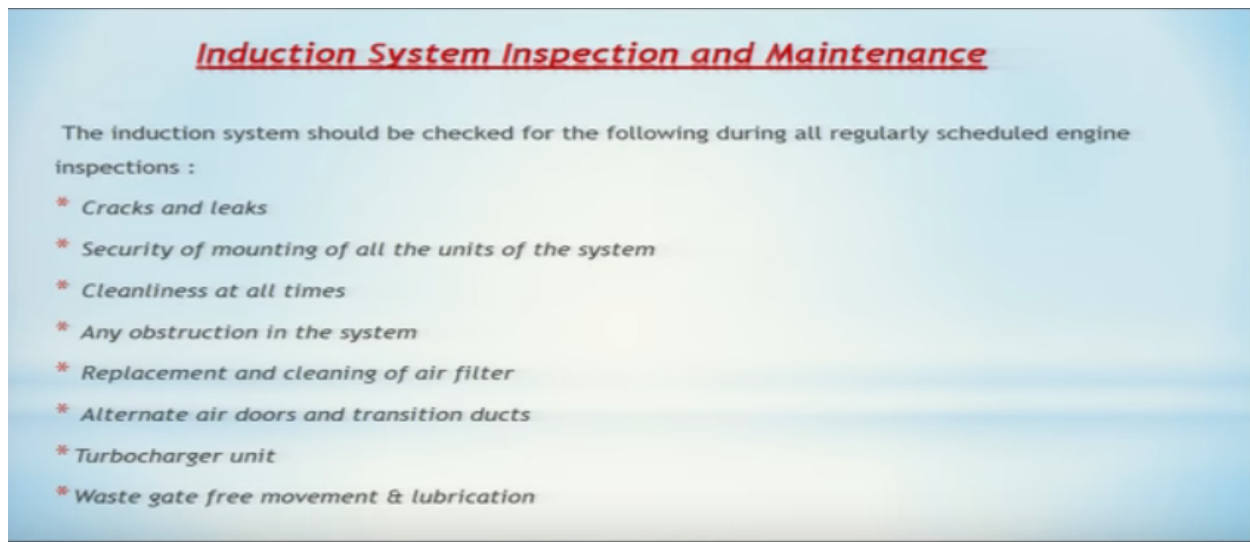 Induction System Inspection and Maintenance
The induction system should be checked for the following during all regularly scheduled engine
inspections :
* Cracks and leaks
* Security of mounting of all the units of the system
* Cleanliness at all times
* Any obstruction in the system
* Replacement and cleaning of air filter
* Alternate air doors and transition ducts
* Turbocharger unit
* Waste gate free movement & lubrication